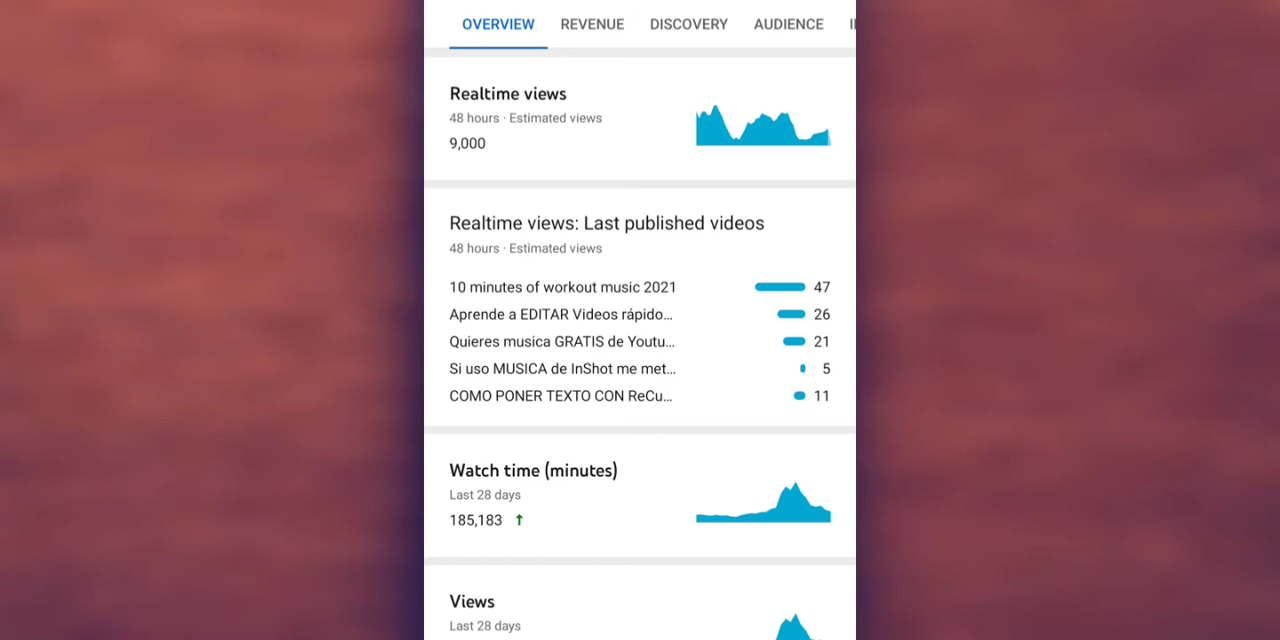 OVERVIEW REVENUE DISCOVERY AUDIENCE
Realtime views
48 hours · Estimated views
9,000
Realtime views: Last published videos
48 hours · Estimated views
10 minutes of workout music 2021 47
Aprende a EDITAR Videos rápido... 26
Quieres musica GRATIS de Youtu... 21
Si uso MUSICA de InShot me met... 5
COMO PONER TEXTO CON ReCu... 11
Watch time (minutes)
Last 28 days
185,183
Views
Last 28 days